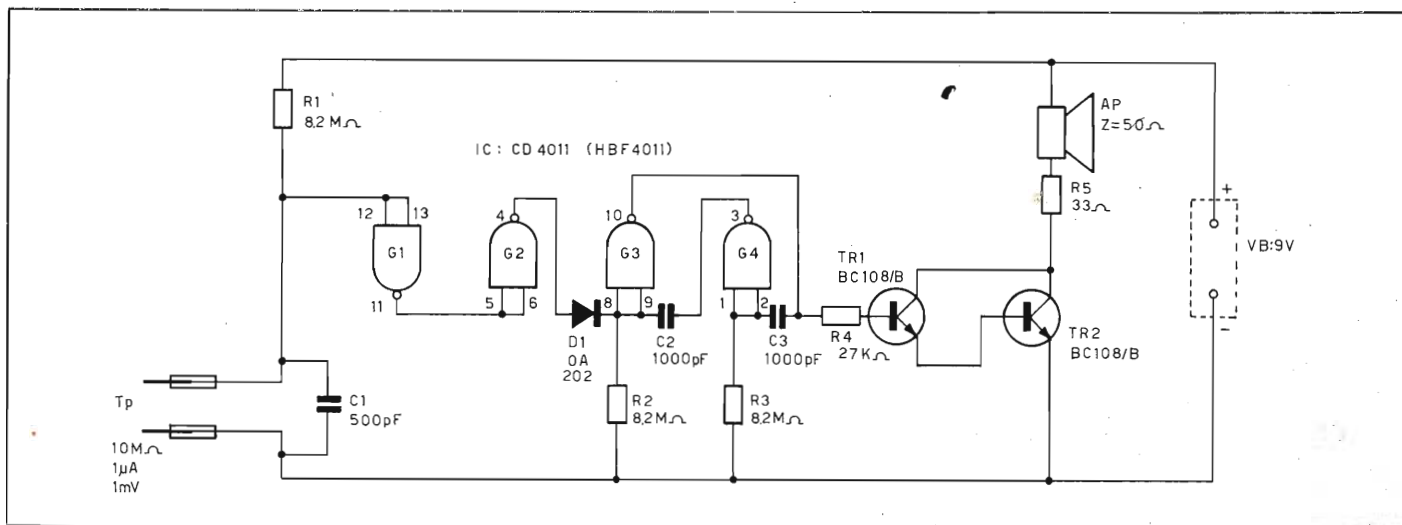 R1
8,2 MΩ
IC: CD 4011 (HBF4011)
AP
Z=50Ω
R5
33Ω
+
VB:9V
-
12
13
G1
11
4
G2
5
6
10
G3
8
9
3
G4
1
2
D1
OA
202
C2
1000pF
C3
1000pF
R4
27KΩ
TR1
BC108/B
TR2
BC108/B
R2
8,2MΩ
R3
8,2MΩ
C1
500pF
Tp
10MΩ
1µA
1mV